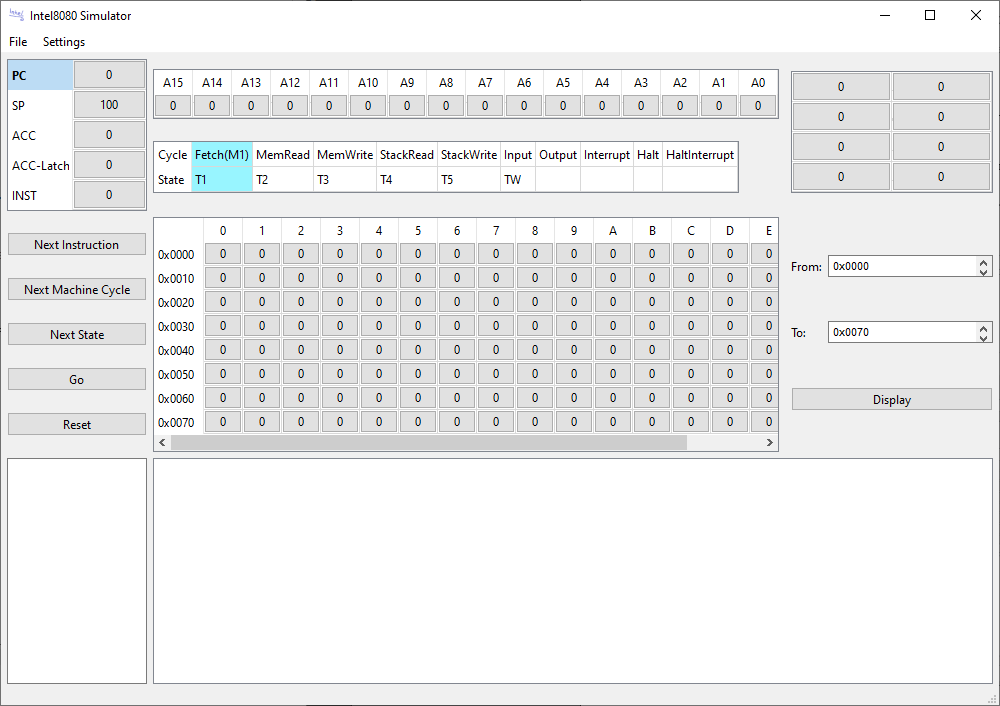 Intel8080 Simulator
File Settings
PC 0
SP 100
ACC 0
ACC-Latch 0
INST 0
A15 A14 A13 A12 A11 A10 A9 A8 A7 A6 A5 A4 A3 A2 A1 A0
0 0 0 0 0 0 0 0 0 0 0 0 0 0 0 0
Cycle Fetch(M1) MemRead MemWrite StackRead StackWrite Input Output Interrupt Halt HaltInterrupt
State T1 T2 T3 T4 T5 TW
0 0
0 0
0 0
0 0
Next Instruction
Next Machine Cycle
Next State
Go
Reset
0 1 2 3 4 5 6 7 8 9 A B C D E
0x0000 0 0 0 0 0 0 0 0 0 0 0 0 0 0 0
0x0010 0 0 0 0 0 0 0 0 0 0 0 0 0 0 0
0x0020 0 0 0 0 0 0 0 0 0 0 0 0 0 0 0
0x0030 0 0 0 0 0 0 0 0 0 0 0 0 0 0 0
0x0040 0 0 0 0 0 0 0 0 0 0 0 0 0 0 0
0x0050 0 0 0 0 0 0 0 0 0 0 0 0 0 0 0
0x0060 0 0 0 0 0 0 0 0 0 0 0 0 0 0 0
0x0070 0 0 0 0 0 0 0 0 0 0 0 0 0 0 0
From: 0x0000
To: 0x0070
Display